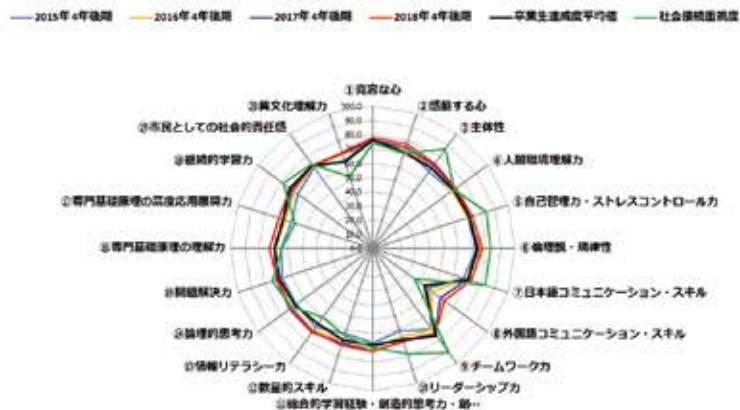 2015年4年後期 2016年4年後期 2017年4年後期 2018年4年後期 卒業生達成度平均値 社会接続重視度
①寛容な心
②感謝する心
③主体性
④人間環境理解力
⑤自己管理力・ストレスコントロール力
⑥倫理観・規律性
⑦日本語コミュニケーション・スキル
⑧外国語コミュニケーション・スキル
⑨チームワーク力
⑩リーダーシップ力
⑪総合的学習経験・創造的思考力・創…
⑫数量的スキル
⑬情報リテラシー力
⑭論理的思考力
⑮問題解決力
⑯専門基礎原理の理解力
⑰専門基礎原理の高度応用展開力
⑱継続的学習力
⑲市民としての社会的責任感
⑳異文化理解力
100.0
90.0
80.0
70.0
60.0
50.0
40.0
30.0
20.0
10.0
0.0